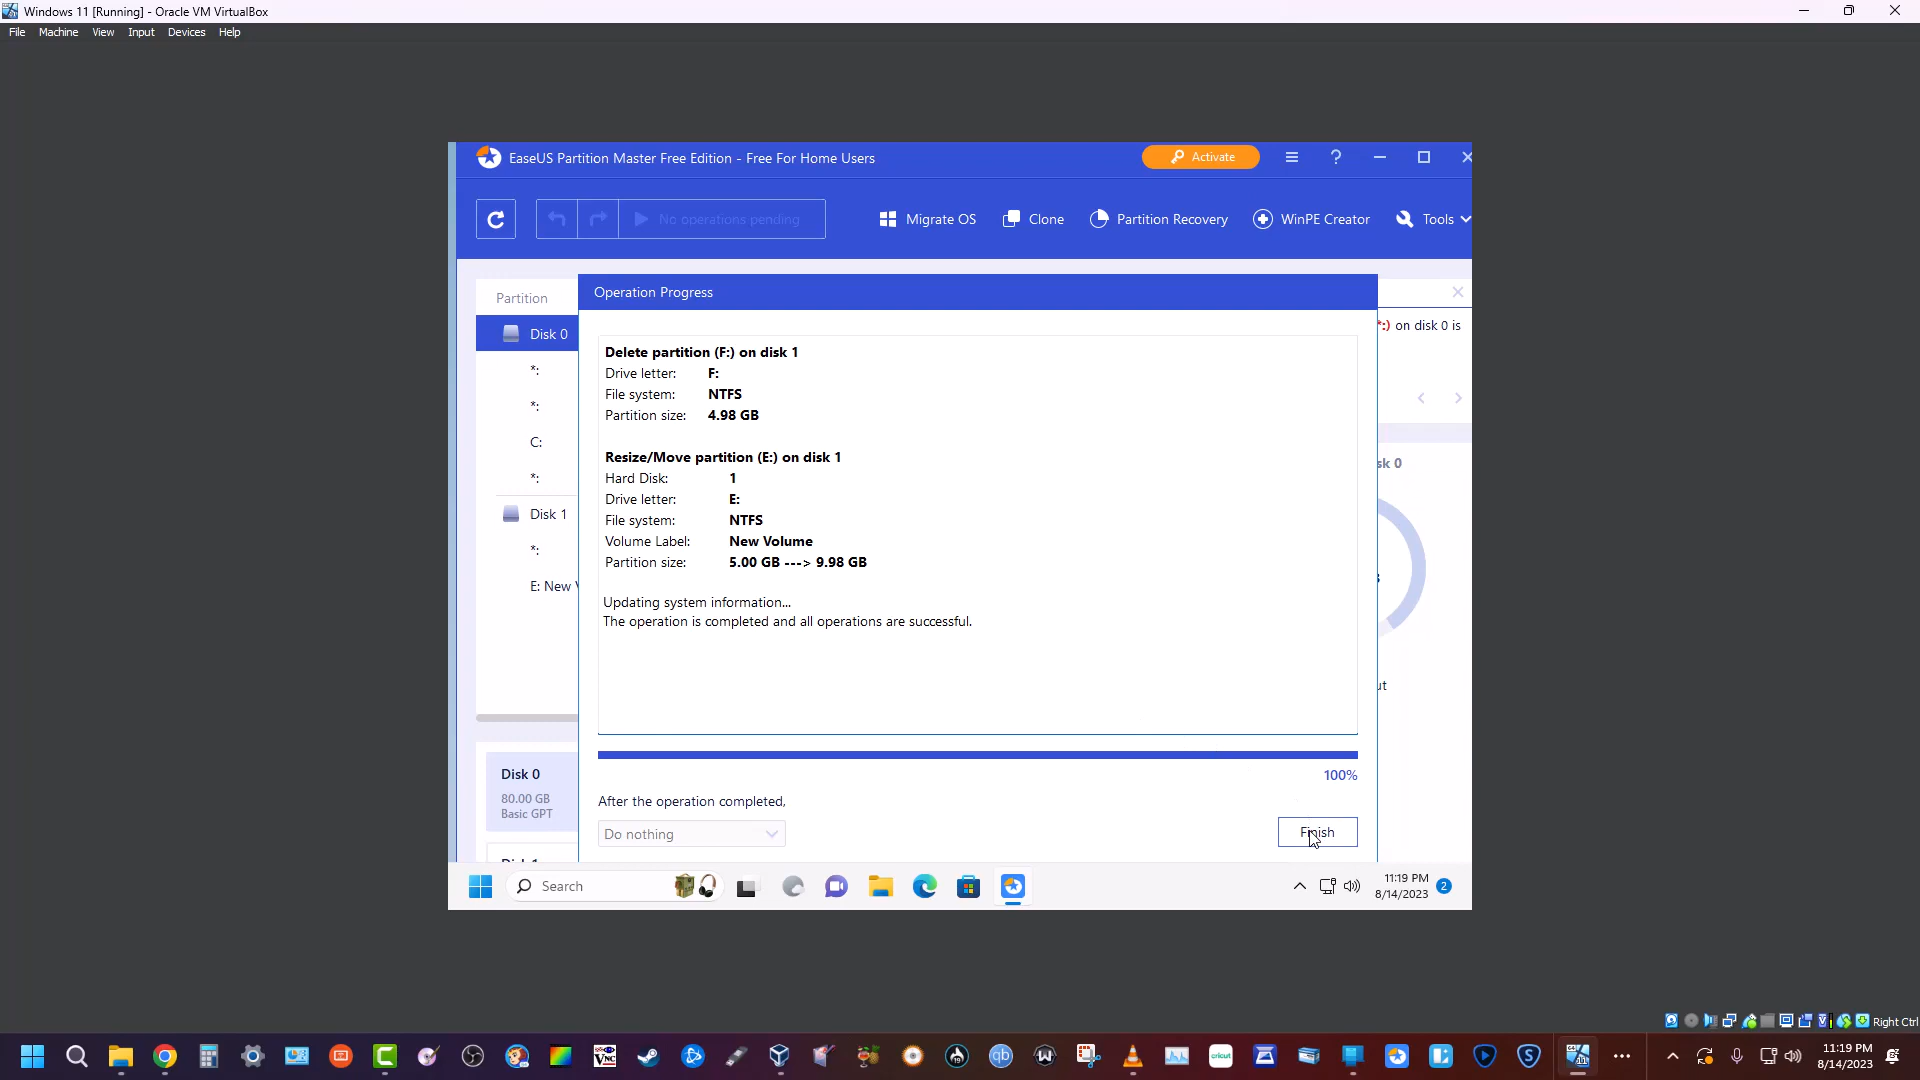 Windows 11 [Running] - Oracle VM VirtualBox
File Machine View Input Devices Help
EaseUS Partition Master Free Edition - Free For Home Users
Activate
?
No operations pending
Migrate OS
Clone
Partition Recovery
WinPE Creator
Tools
Partition
Operation Progress
Disk 0
*:
*:
C:
*:
Disk 1
*:
E: New
*:) on disk 0 is
Delete partition (F:) on disk 1
Drive letter: F:
File system: NTFS
Partition size: 4.98 GB
Resize/Move partition (E:) on disk 1
Hard Disk: 1
Drive letter: E:
File system: NTFS
Volume Label: New Volume
Partition size: 5.00 GB ---> 9.98 GB
Updating system information...
The operation is completed and all operations are successful.
sk 0
ut
100%
Disk 0
80.00 GB
Basic GPT
After the operation completed,
Do nothing
Finish
Search
11:19 PM
8/14/2023
2
Right Ctrl
VNC
19
qb
cricut
11:19 PM
8/14/2023